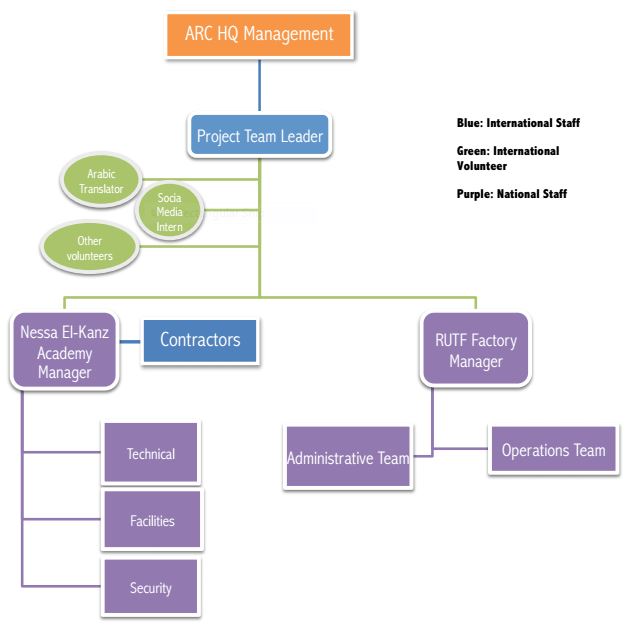 ARC HQ Management
Project Team Leader
Blue: International Staff
Green: International
Volunteer
Purple: National Staff
Arabic
Translator
Socia
Media
Intern
Other
volunteers
Nessa El-Kanz
Academy
Manager
Contractors
RUTF Factory
Manager
Technical
Administrative Team
Operations Team
Facilities
Security